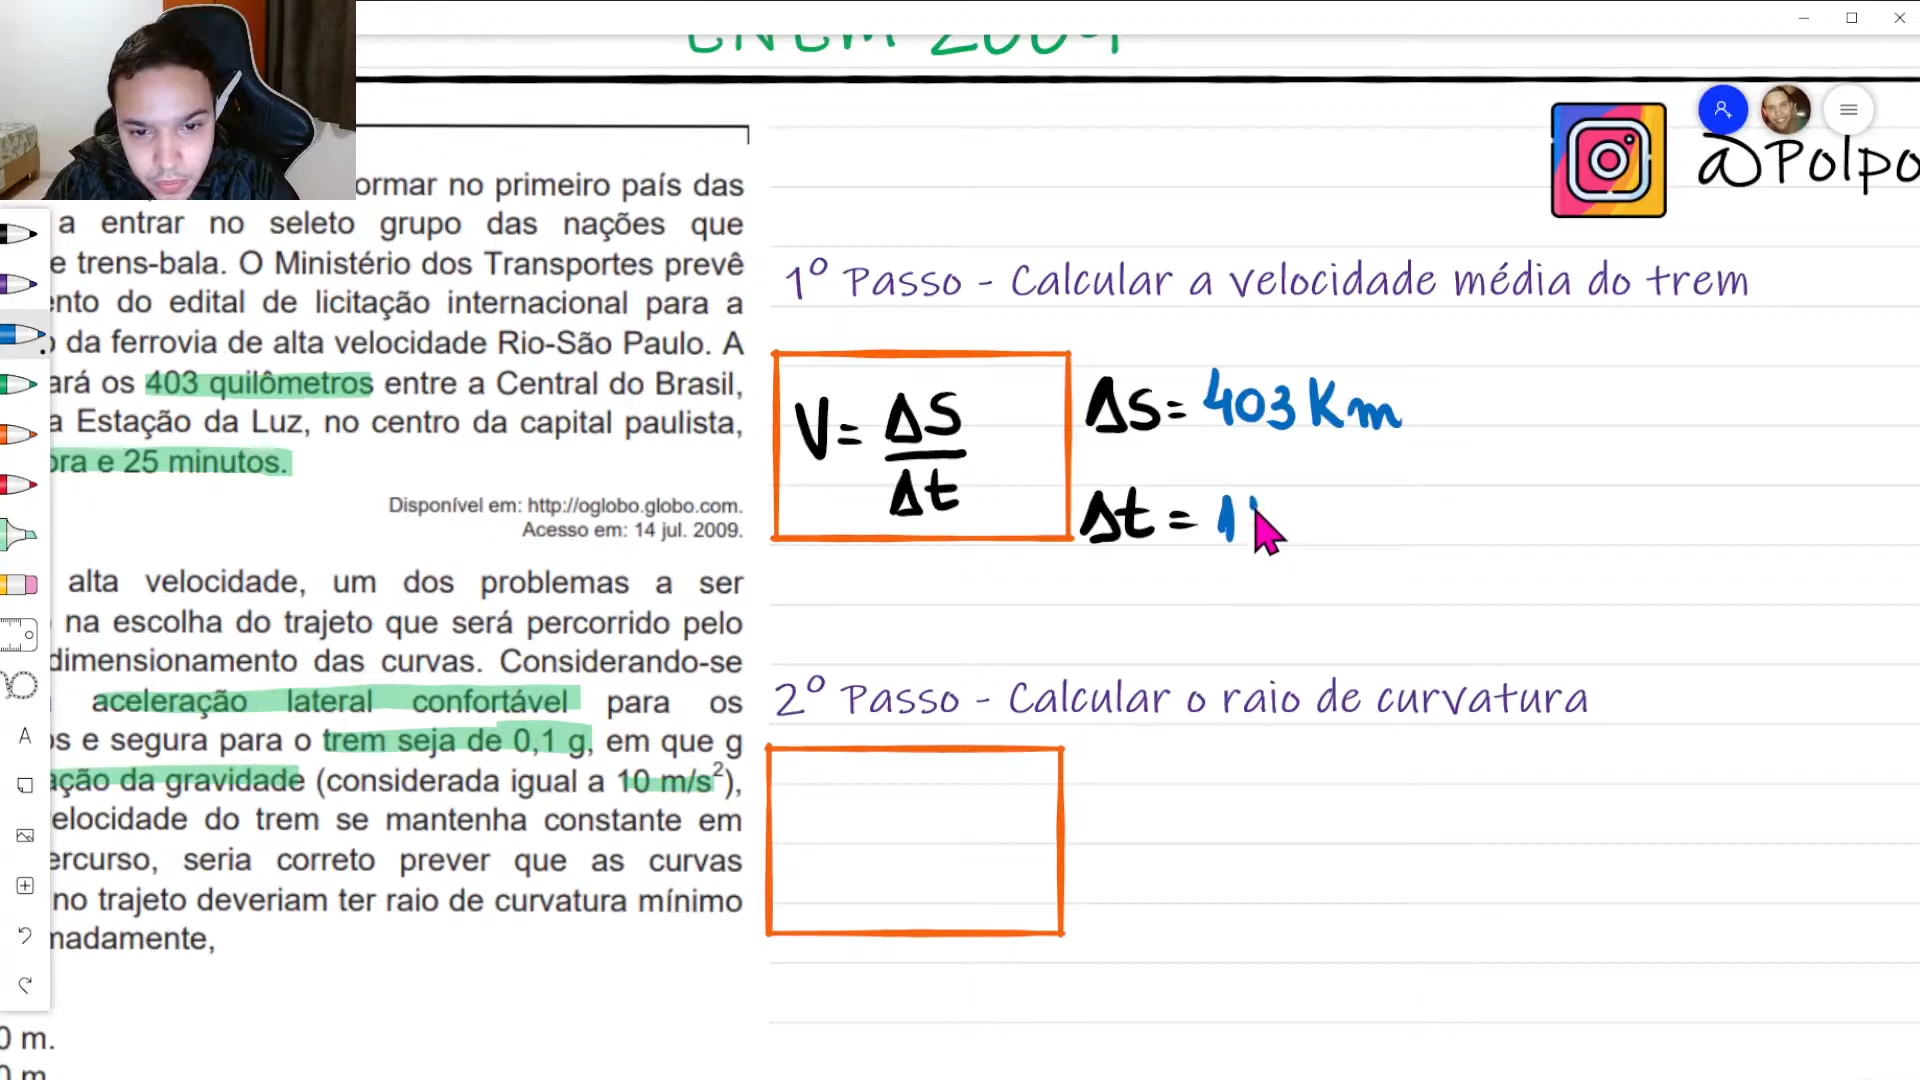 ENEM 2009
@Polpo
ormar no primeiro país das
a entrar no seleto grupo das nações que
e trens-bala. O Ministério dos Transportes prevê
nto do edital de licitação internacional para a
da ferrovia de alta velocidade Rio-São Paulo. A
ará os 403 quilômetros entre a Central do Brasil,
a Estação da Luz, no centro da capital paulista,
ora e 25 minutos.
Disponível em: http://oglobo.globo.com.
Acesso em: 14 jul. 2009.
alta velocidade, um dos problemas a ser
na escolha do trajeto que será percorrido pelo
dimensionamento das curvas. Considerando-se
aceleração lateral confortável para os
os e segura para o trem seja de 0,1 g, em que g
ação da gravidade (considerada igual a 10 m/s²),
elocidade do trem se mantenha constante em
ercurso, seria correto prever que as curvas
no trajeto deveriam ter raio de curvatura mínimo
madamente,
0 m.
0 m
1º Passo - Calcular a velocidade média do trem
V = ΔS / Δt
ΔS = 403 Km
Δt = 1
2º Passo - Calcular o raio de curvatura
A